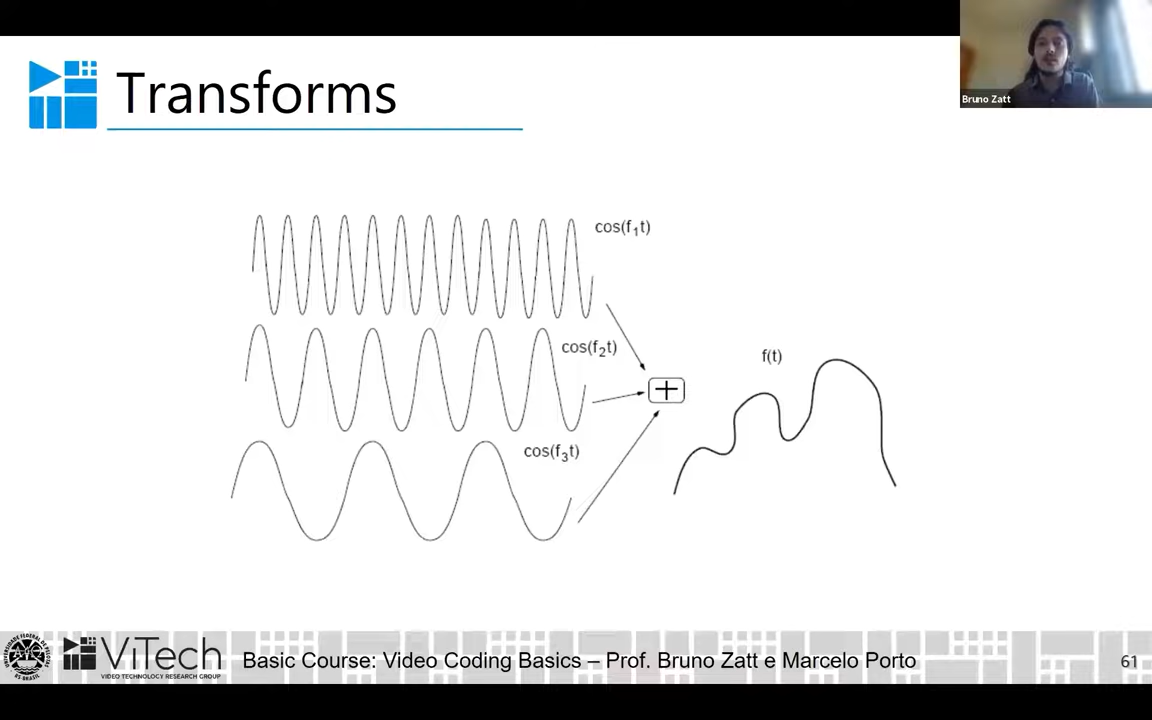 Transforms
Bruno Zatt
cos(f1t)
cos(f2t)
cos(f3t)
+
f(t)
ViTech
VIDEO TECHNOLOGY RESEARCH GROUP
Basic Course: Video Coding Basics – Prof. Bruno Zatt e Marcelo Porto
61